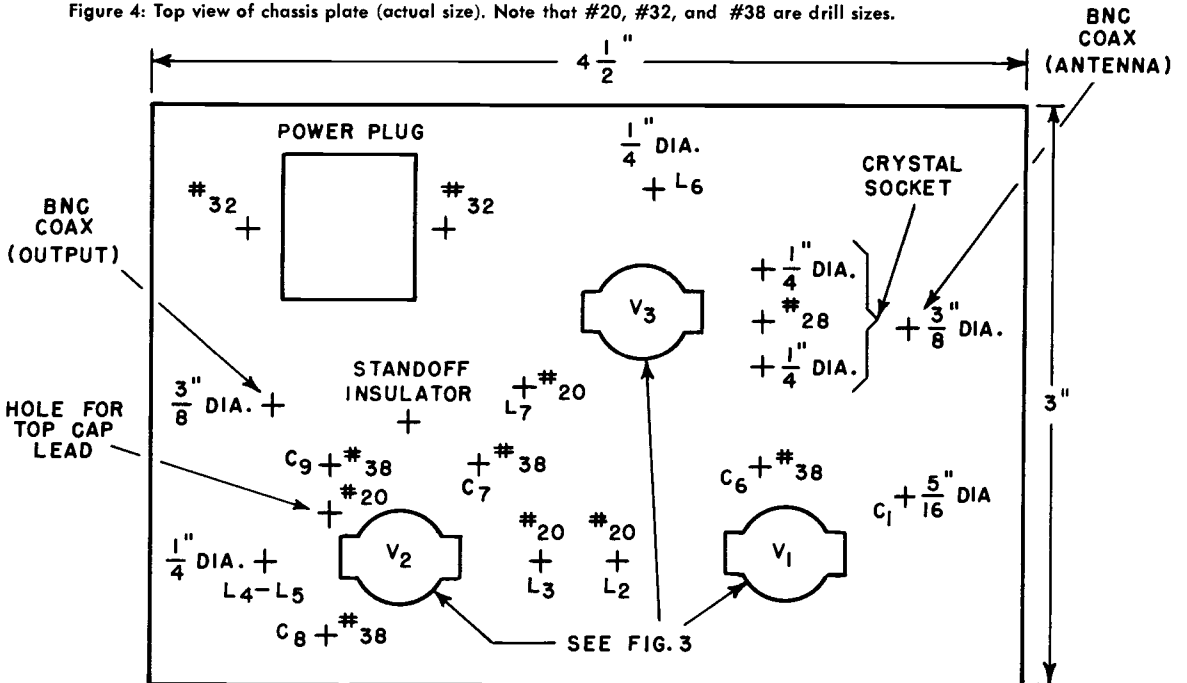 Figure 4: Top view of chassis plate (actual size). Note that #20, #32, and #38 are drill sizes.
BNC
COAX
(ANTENNA)
4 1/2"
POWER PLUG
1/4" DIA.
L6
CRYSTAL
SOCKET
#32
#32
BNC
COAX
(OUTPUT)
V3
1/4" DIA.
#28
1/4" DIA.
3/8" DIA.
3"
STANDOFF
INSULATOR
#20
L7
3/8" DIA.
HOLE FOR
TOP CAP
LEAD
C9 #38
#38
C7
C6 #38
C1 5/16" DIA
#20
V2
#20
L3
#20
L2
V1
1/4" DIA.
L4-L5
C8 #38
SEE FIG. 3